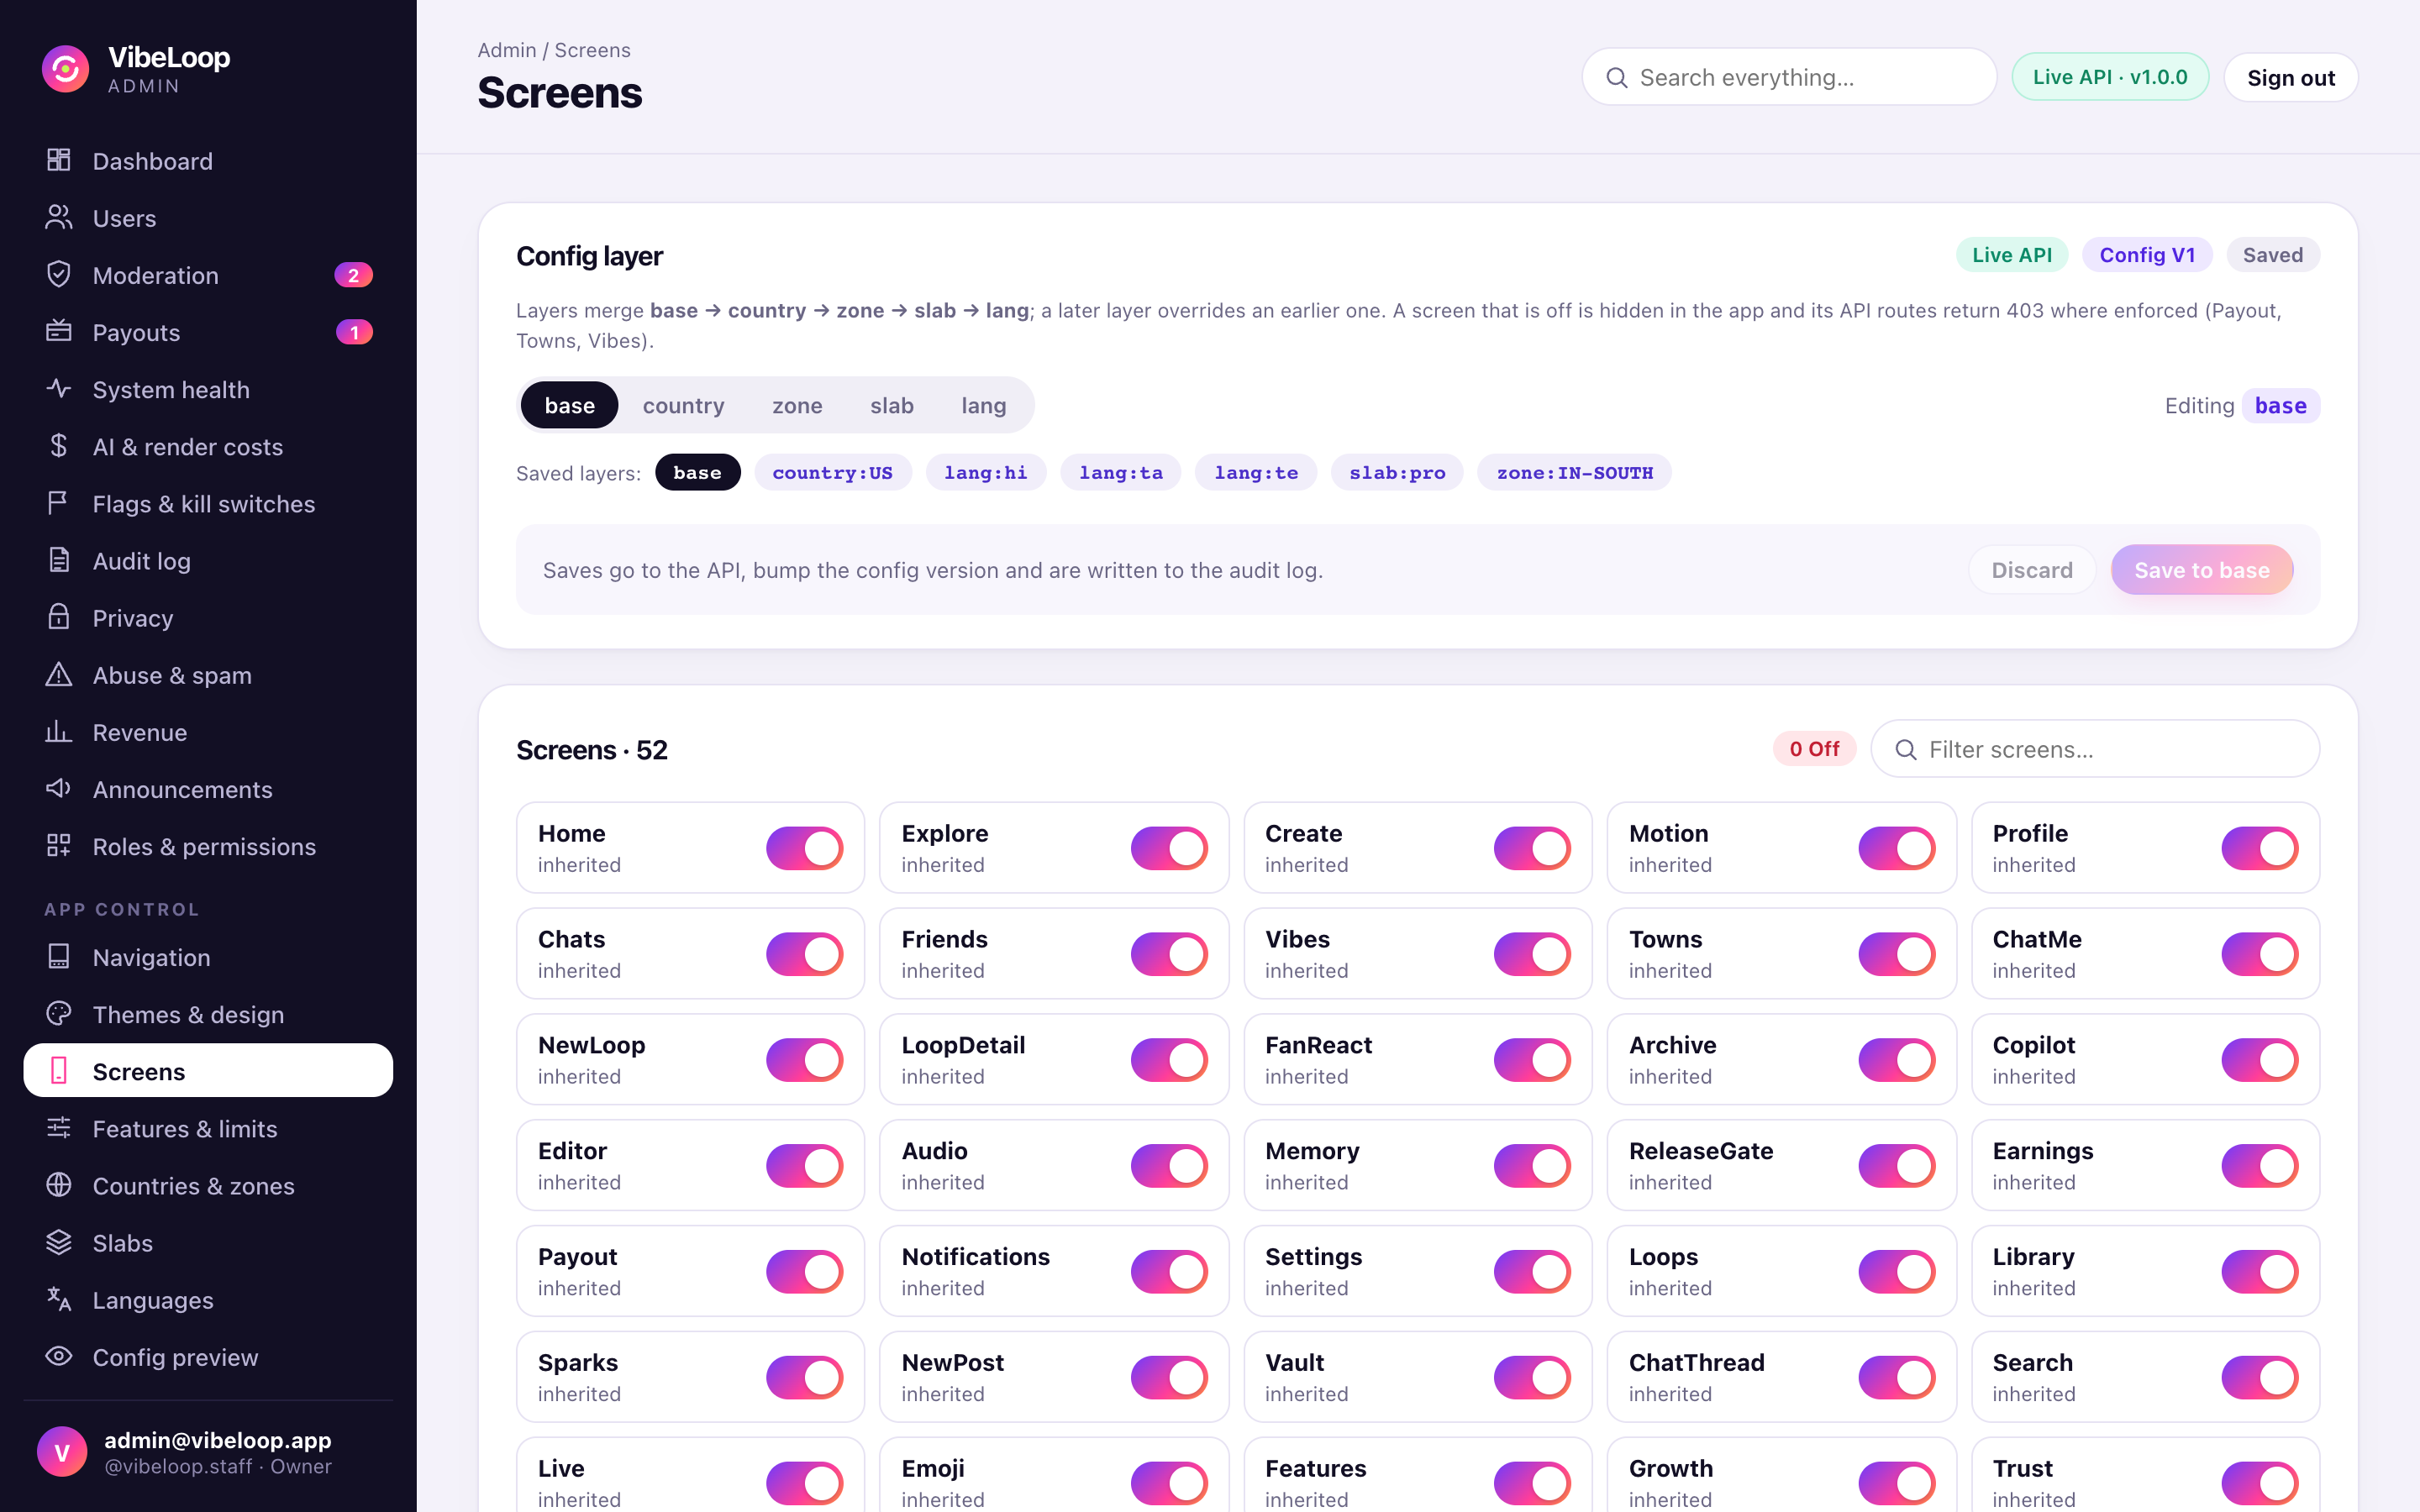 VibeLoop
ADMIN
Dashboard
Users
Moderation 2
Payouts 1
System health
AI & render costs
Flags & kill switches
Audit log
Privacy
Abuse & spam
Revenue
Announcements
Roles & permissions
APP CONTROL
Navigation
Themes & design
Screens
Features & limits
Countries & zones
Slabs
Languages
Config preview
V
admin@vibeloop.app
@vibeloop.staff · Owner
Admin / Screens
Screens
Search everything...
Live API · v1.0.0
Sign out
Config layer
Live API
Config V1
Saved
Layers merge base → country → zone → slab → lang; a later layer overrides an earlier one. A screen that is off is hidden in the app and its API routes return 403 where enforced (Payout,
Towns, Vibes).
base country zone slab lang
Editing base
Saved layers: base country:US lang:hi lang:ta lang:te slab:pro zone:IN-SOUTH
Saves go to the API, bump the config version and are written to the audit log.
Discard
Save to base
Screens · 52
0 Off
Filter screens...
Home Explore Create Motion Profile
inherited inherited inherited inherited inherited
Chats Friends Vibes Towns ChatMe
inherited inherited inherited inherited inherited
NewLoop LoopDetail FanReact Archive Copilot
inherited inherited inherited inherited inherited
Editor Audio Memory ReleaseGate Earnings
inherited inherited inherited inherited inherited
Payout Notifications Settings Loops Library
inherited inherited inherited inherited inherited
Sparks NewPost Vault ChatThread Search
inherited inherited inherited inherited inherited
Live Emoji Features Growth Trust
inherited inherited inherited inherited inherited